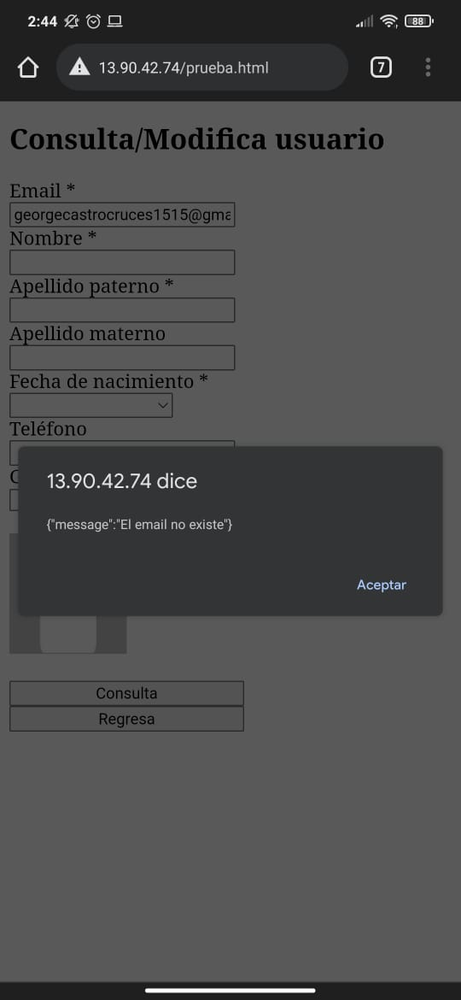 2:44
88
13.90.42.74/prueba.html
7
Consulta/Modifica usuario
Email *
georgecastrocruces1515@gma
Nombre *
Apellido paterno *
Apellido materno
Fecha de nacimiento *
Teléfono
13.90.42.74 dice
{"message":"El email no existe"}
Aceptar
Consulta
Regresa